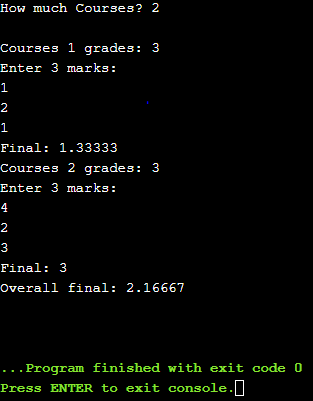 How much Courses? 2
Courses 1 grades: 3
Enter 3 marks:
1
2
1
Final: 1.33333
Courses 2 grades: 3
Enter 3 marks:
4
2
3
Final: 3
Overall final: 2.16667
...Program finished with exit code 0
Press ENTER to exit console.